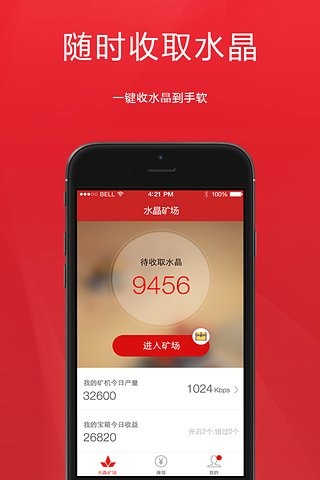 随时收取水晶
一键收水晶到手软
BELL 4:21 PM 100%
水晶矿场
待收取水晶
9456
进入矿场
我的矿机今日产量
32600 1024 Kbps
我的宝箱今日收益
26820 开启2个,错过2个
水晶矿场 我的